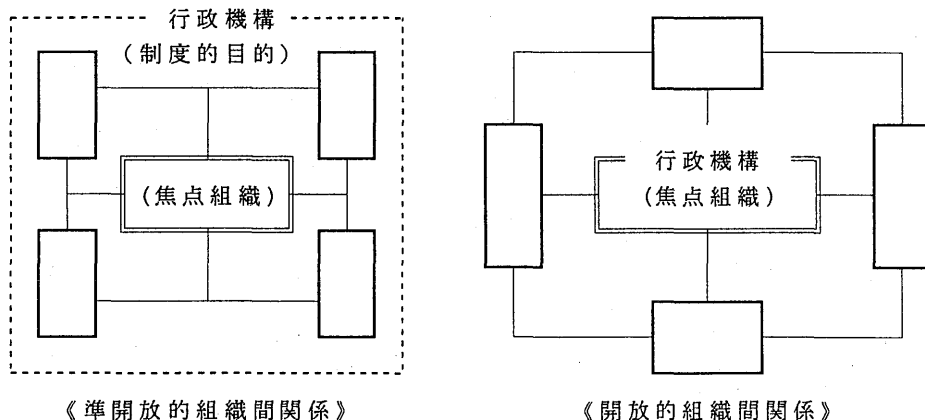 行政機構
(制度的目的)
(焦点組織)
《準開放的組織間関係》
行政機構
(焦点組織)
《開放的組織間関係》